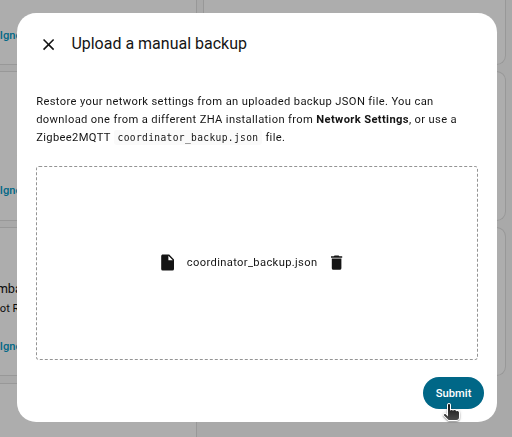 Upload a manual backup
Restore your network settings from an uploaded backup JSON file. You can
download one from a different ZHA installation from Network Settings, or use a
Zigbee2MQTT coordinator_backup.json file.
coordinator_backup.json
Submit